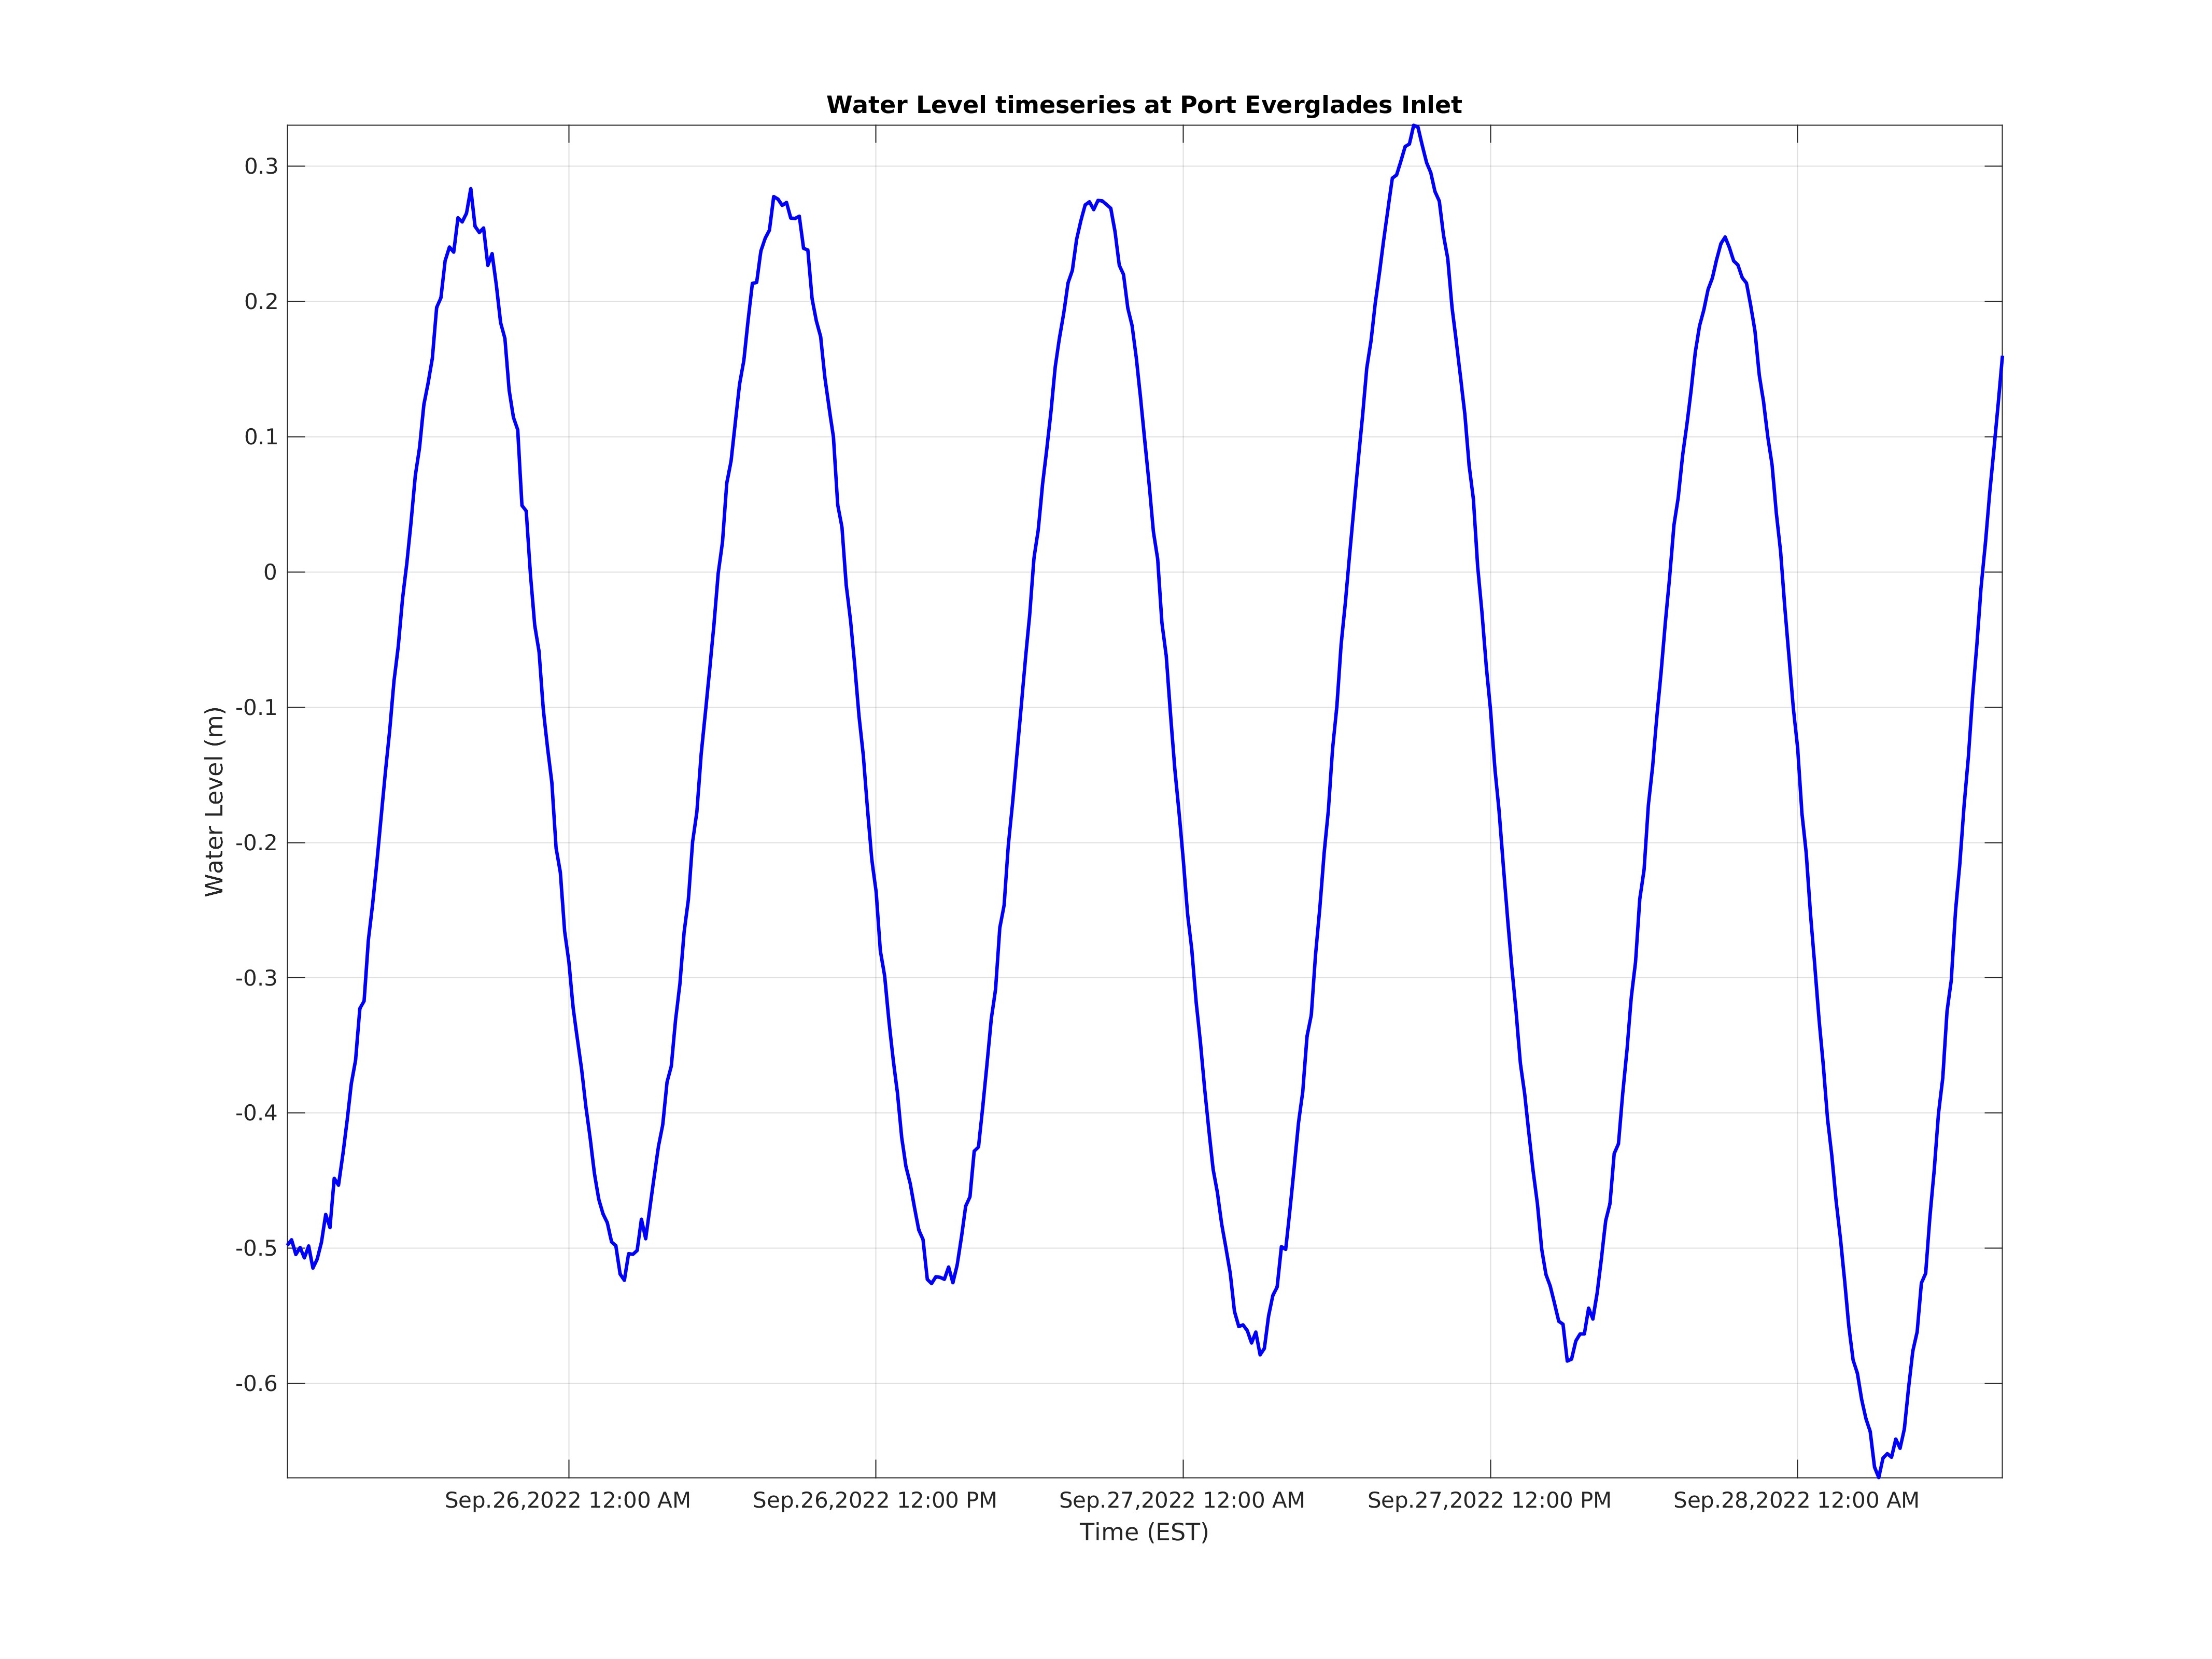 Water Level timeseries at Port Everglades Inlet
0.3
0.2
0.1
0
-0.1
-0.2
-0.3
-0.4
-0.5
-0.6
Water Level (m)
Sep.26,2022 12:00 AM Sep.26,2022 12:00 PM Sep.27,2022 12:00 AM Sep.27,2022 12:00 PM Sep.28,2022 12:00 AM
Time (EST)